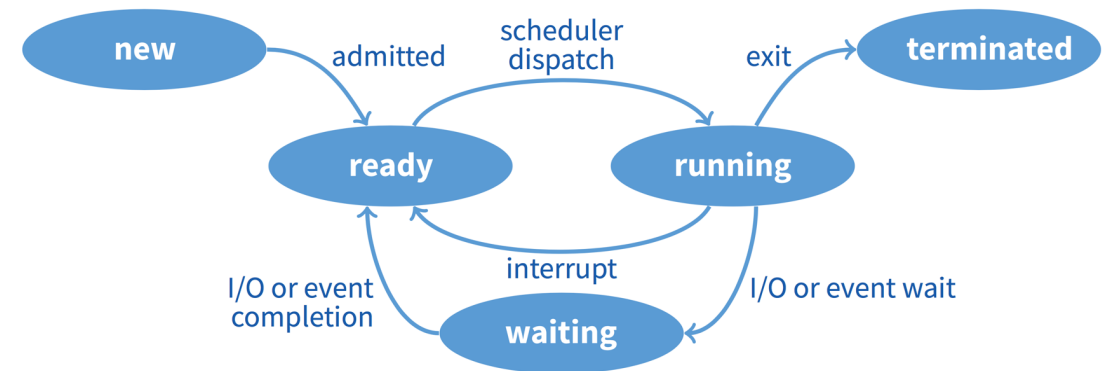 new
admitted
scheduler
dispatch
exit
terminated
ready
running
interrupt
I/O or event
completion
I/O or event wait
waiting